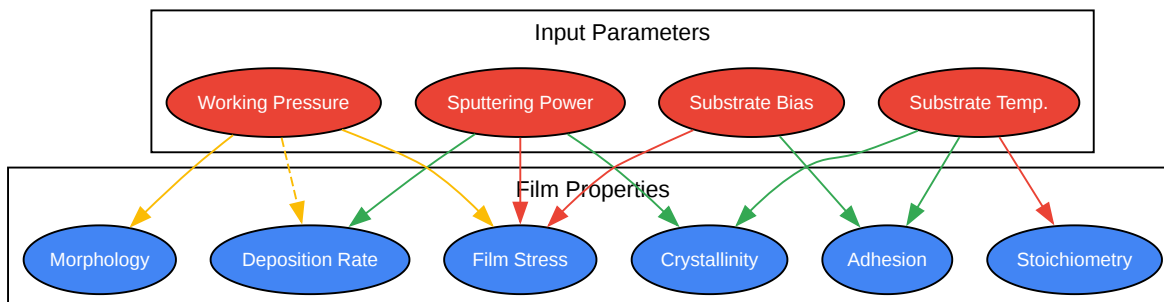 Input Parameters
Working Pressure
Sputtering Power
Substrate Bias
Substrate Temp.
Film Properties
Morphology
Deposition Rate
Film Stress
Crystallinity
Adhesion
Stoichiometry